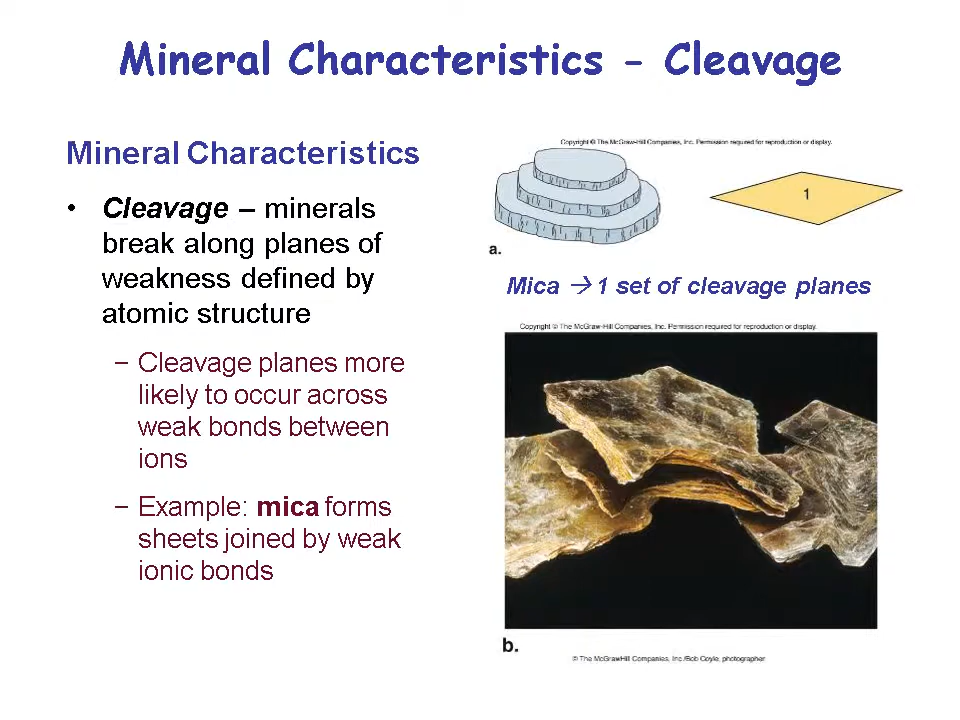 Mineral Characteristics - Cleavage
Mineral Characteristics
• Cleavage – minerals
break along planes of
weakness defined by
atomic structure
– Cleavage planes more
likely to occur across
weak bonds between
ions
– Example: mica forms
sheets joined by weak
ionic bonds
Copyright © The McGraw-Hill Companies, Inc. Permission required for reproduction or display.
1
a.
Mica → 1 set of cleavage planes
Copyright © The McGraw-Hill Companies, Inc. Permission required for reproduction or display.
b.
© The McGrawHill Companies, Inc./Bob Coyle, photographer